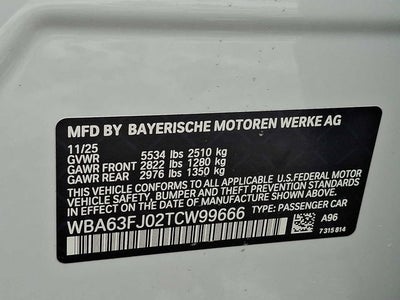 MFD BY BAYERISCHE MOTOREN WERKE AG
11/25
GVWR 5534 lbs 2510 kg
GAWR FRONT 2822 lbs 1280 kg
GAWR REAR 2976 lbs 1350 kg
THIS VEHICLE CONFORMS TO ALL APPLICABLE U.S.FEDERAL MOTOR
VEHICLE SAFETY, BUMPER, AND THEFT PREVENTION STANDARDS
IN EFFECT ON THE DATE OF MANUFACTURE SHOWN ABOVE.
WBA63FJ02TCW99666 TYPE: PASSENGER CAR
A96
7 315 814